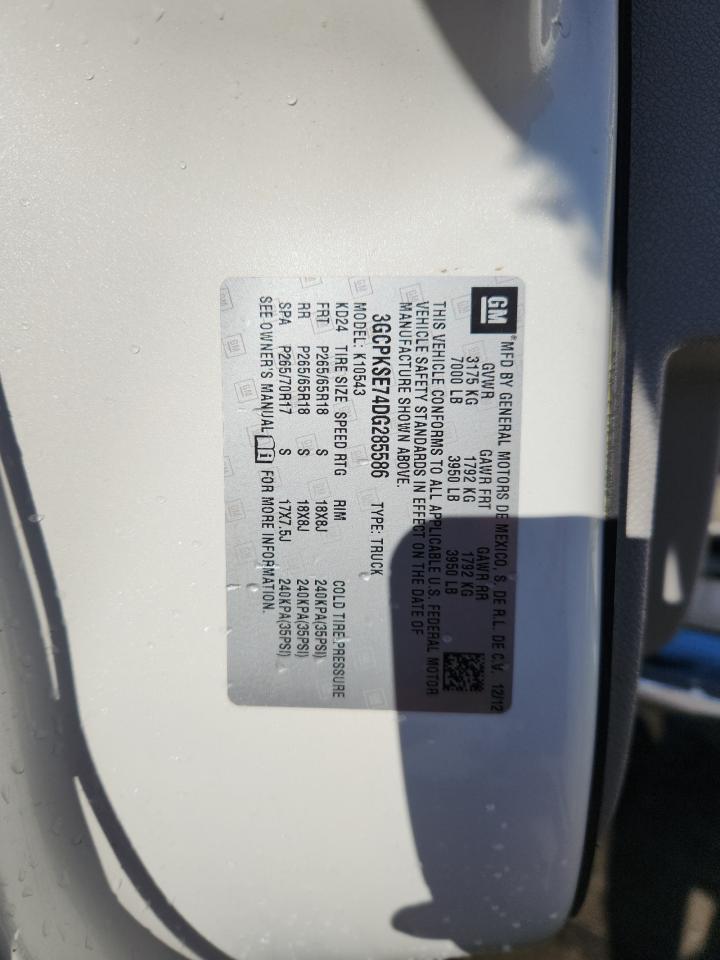 GM MFD BY GENERAL MOTORS DE MEXICO, S. DE R.L. DE C.V. 12/12
GVWR GAWR FRT GAWR RR
3175 KG 1792 KG 1792 KG
7000 LB 3950 LB 3950 LB
THIS VEHICLE CONFORMS TO ALL APPLICABLE U.S. FEDERAL MOTOR
VEHICLE SAFETY STANDARDS IN EFFECT ON THE DATE OF
MANUFACTURE SHOWN ABOVE.
3GCPKSE74DG285586 TYPE: TRUCK
MODEL: K10543
KD24 TIRE SIZE SPEED RTG RIM COLD TIRE PRESSURE
FRT P265/65R18 S 18X8J 240KPA(35PSI)
RR P265/65R18 S 18X8J 240KPA(35PSI)
SPA P265/70R17 S 17X7.5J 240KPA(35PSI)
SEE OWNER'S MANUAL i FOR MORE INFORMATION.